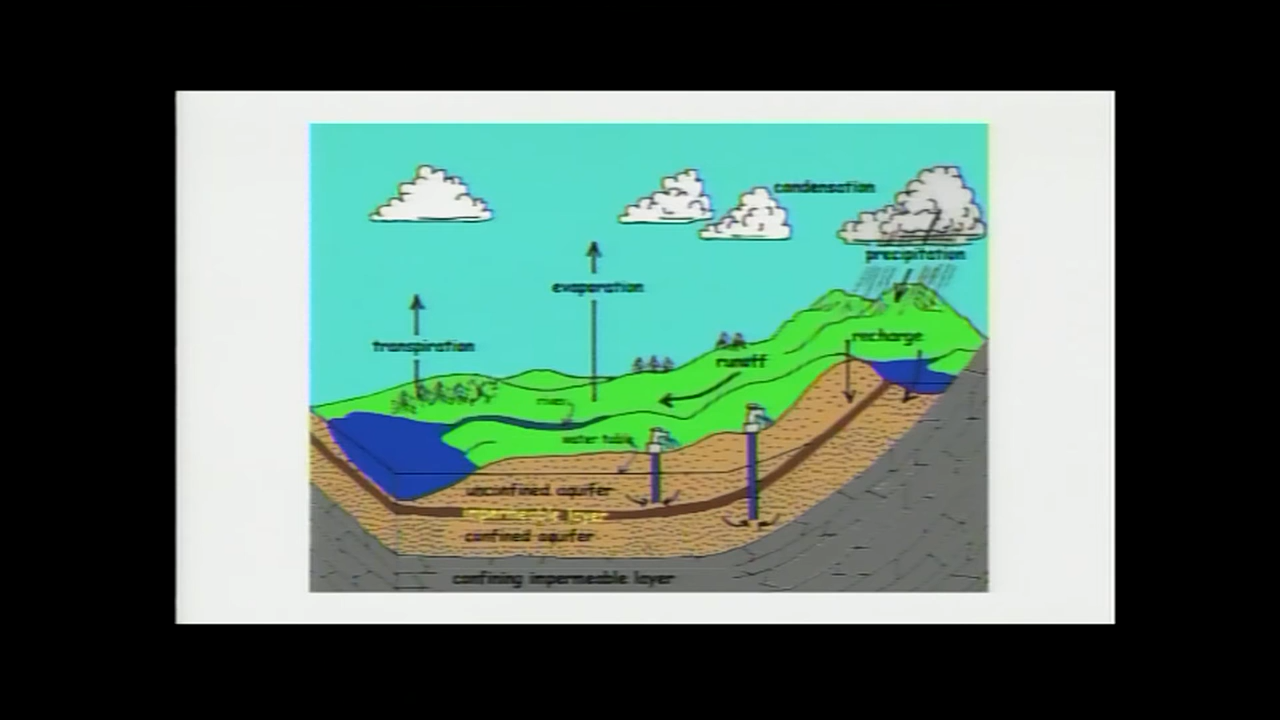 condensation
precipitation
evaporation
recharge
transpiration
runoff
river
water table
unconfined aquifer
impermeable layer
confined aquifer
confining impermeable layer